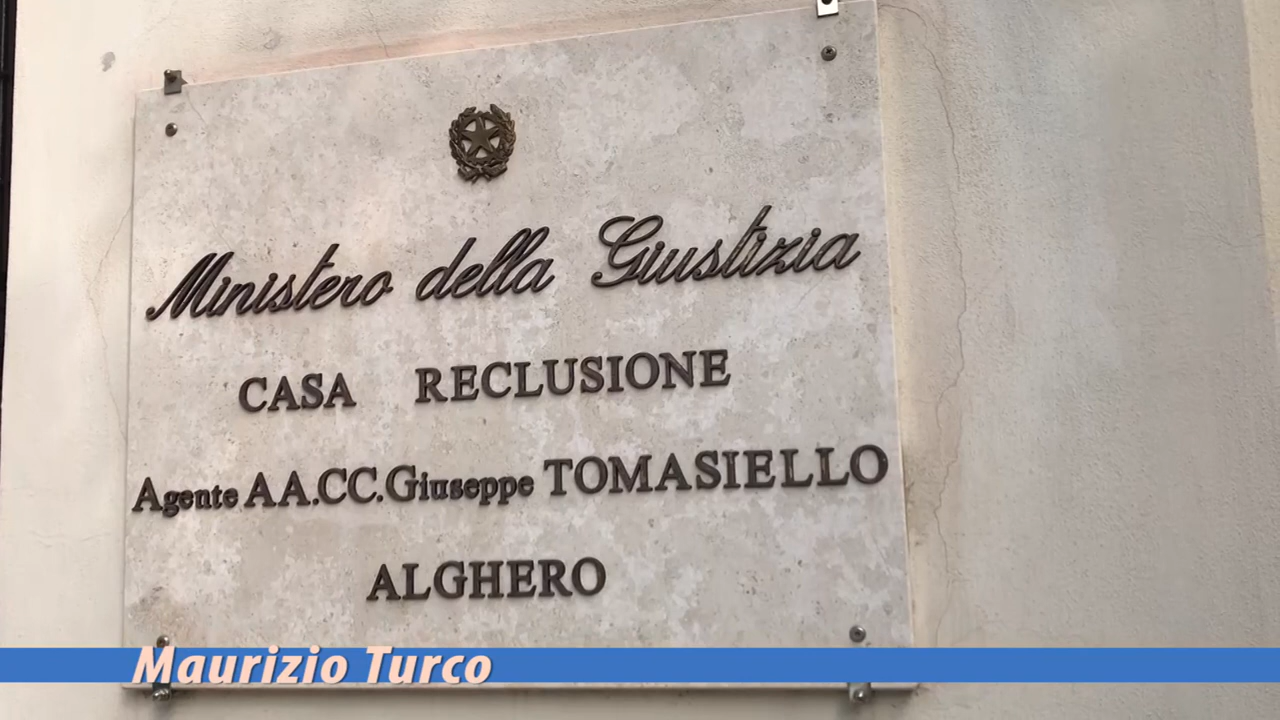 Ministero della Giustizia
CASA RECLUSIONE
Agente AA.CC. Giuseppe TOMASIELLO
ALGHERO
Maurizio Turco